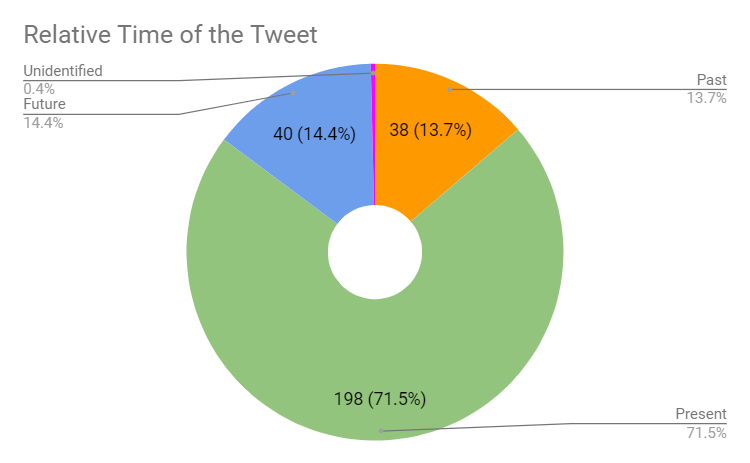 Relative Time of the Tweet
Unidentified
0.4%
Future
14.4%
Past
13.7%
40 (14.4%)
38 (13.7%)
198 (71.5%)
Present
71.5%